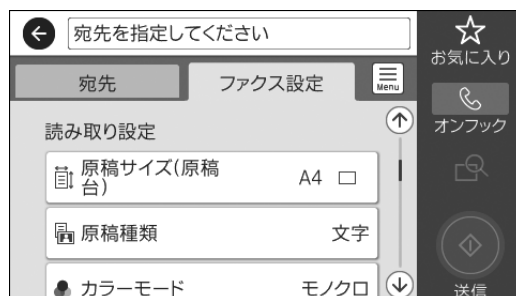 宛先を指定してください
お気に入り
宛先
ファクス設定
Menu
オンフック
読み取り設定
原稿サイズ(原稿
台)
A4
原稿種類
文字
カラーモード
モノクロ
送信